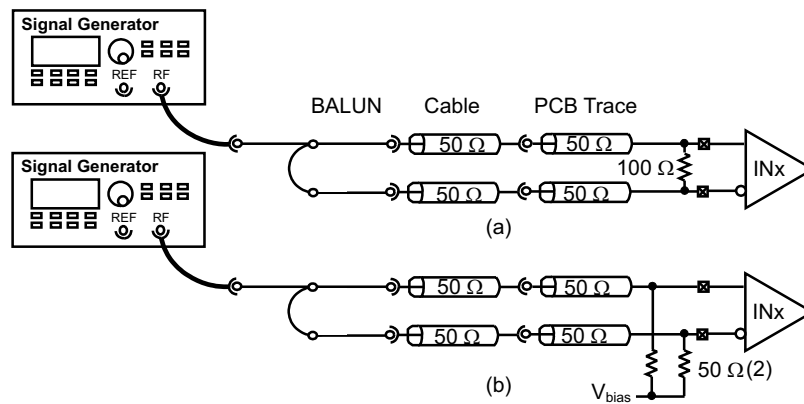 Signal Generator
REF RF
BALUN Cable PCB Trace
50 Ω 50 Ω
100 Ω
INx
50 Ω 50 Ω
(a)
Signal Generator
REF RF
50 Ω 50 Ω
INx
50 Ω 50 Ω
50 Ω (2)
(b)
Vbias